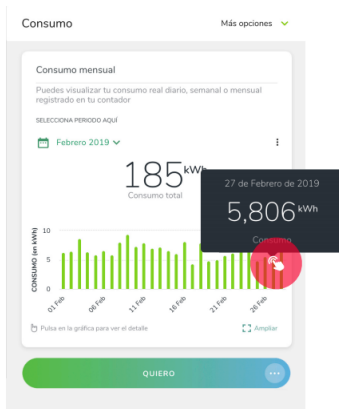 Consumo
Más opciones
Consumo mensual
Puedes visualizar tu consumo real diario, semanal o mensual
registrado en tu contador
SELECCIONA PERIODO AQUÍ
Febrero 2019
185 kWh
Consumo total
27 de Febrero de 2019
5,806 kWh
Consumo
CONSUMO (en kWh)
10
5
0
01 Feb
06 Feb
11 Feb
16 Feb
21 Feb
26 Feb
Pulsa en la gráfica para ver el detalle
Ampliar
QUIERO